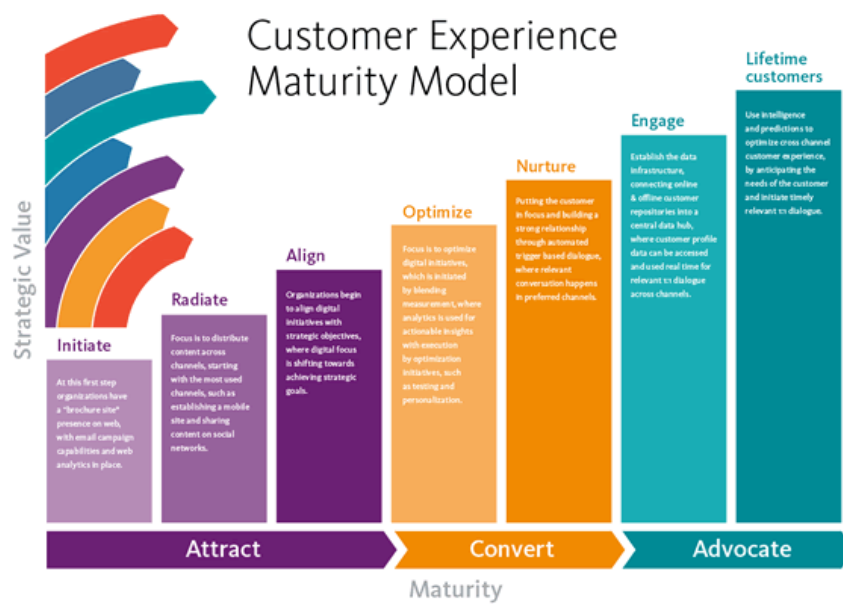 Customer Experience
Maturity Model
Strategic Value
Initiate
At this first step
organizations have
a "brochure site"
presence on web,
with email campaign
capabilities and web
analytics in place.
Radiate
Focus is to distribute
content across
channels, starting
with the most used
channels, such as
establishing a mobile
site and sharing
content on social
networks.
Align
Organizations begin
to align digital
initiatives with
strategic objectives,
where digital focus
is shifting towards
achieving strategic
goals.
Optimize
Focus is to optimize
digital initiatives,
which is initiated
by blending
measurement, where
analytics is used for
actionable insights
with execution
by optimization
initiatives, such
as testing and
personalization.
Nurture
Putting the customer
in focus and building a
strong relationship
through automated
trigger based dialogue,
where relevant
conversation happens
in preferred channels.
Engage
Establish the data
infrastructure,
connecting online
& offline customer
repositories into a
central data hub,
where customer profile
data can be accessed
and used real time for
relevant 1:1 dialogue
across channels.
Lifetime
customers
Use intelligence
and predictions to
optimize cross channel
customer experience,
by anticipating the
needs of the customer
and initiate timely
relevant 1:1 dialogue.
Attract
Convert
Advocate
Maturity